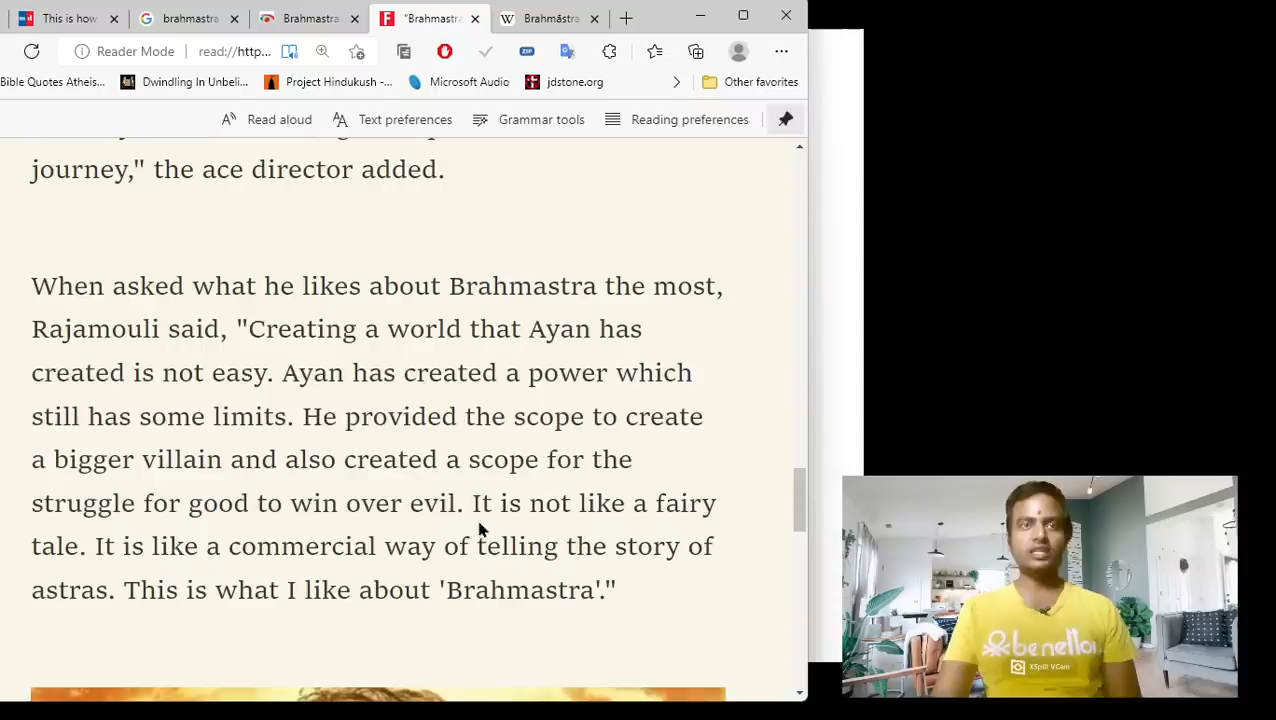 This is how
brahmastra
Brahmastra
"Brahmastra
Brahmāstra
Reader Mode
read://http...
Bible Quotes Atheis...
Dwindling In Unbeli...
Project Hindukush -...
Microsoft Audio
jdstone.org
Other favorites
Read aloud
Text preferences
Grammar tools
Reading preferences
journey," the ace director added.
When asked what he likes about Brahmastra the most,
Rajamouli said, "Creating a world that Ayan has
created is not easy. Ayan has created a power which
still has some limits. He provided the scope to create
a bigger villain and also created a scope for the
struggle for good to win over evil. It is not like a fairy
tale. It is like a commercial way of telling the story of
astras. This is what I like about 'Brahmastra'."
benetton
XSplit VCam